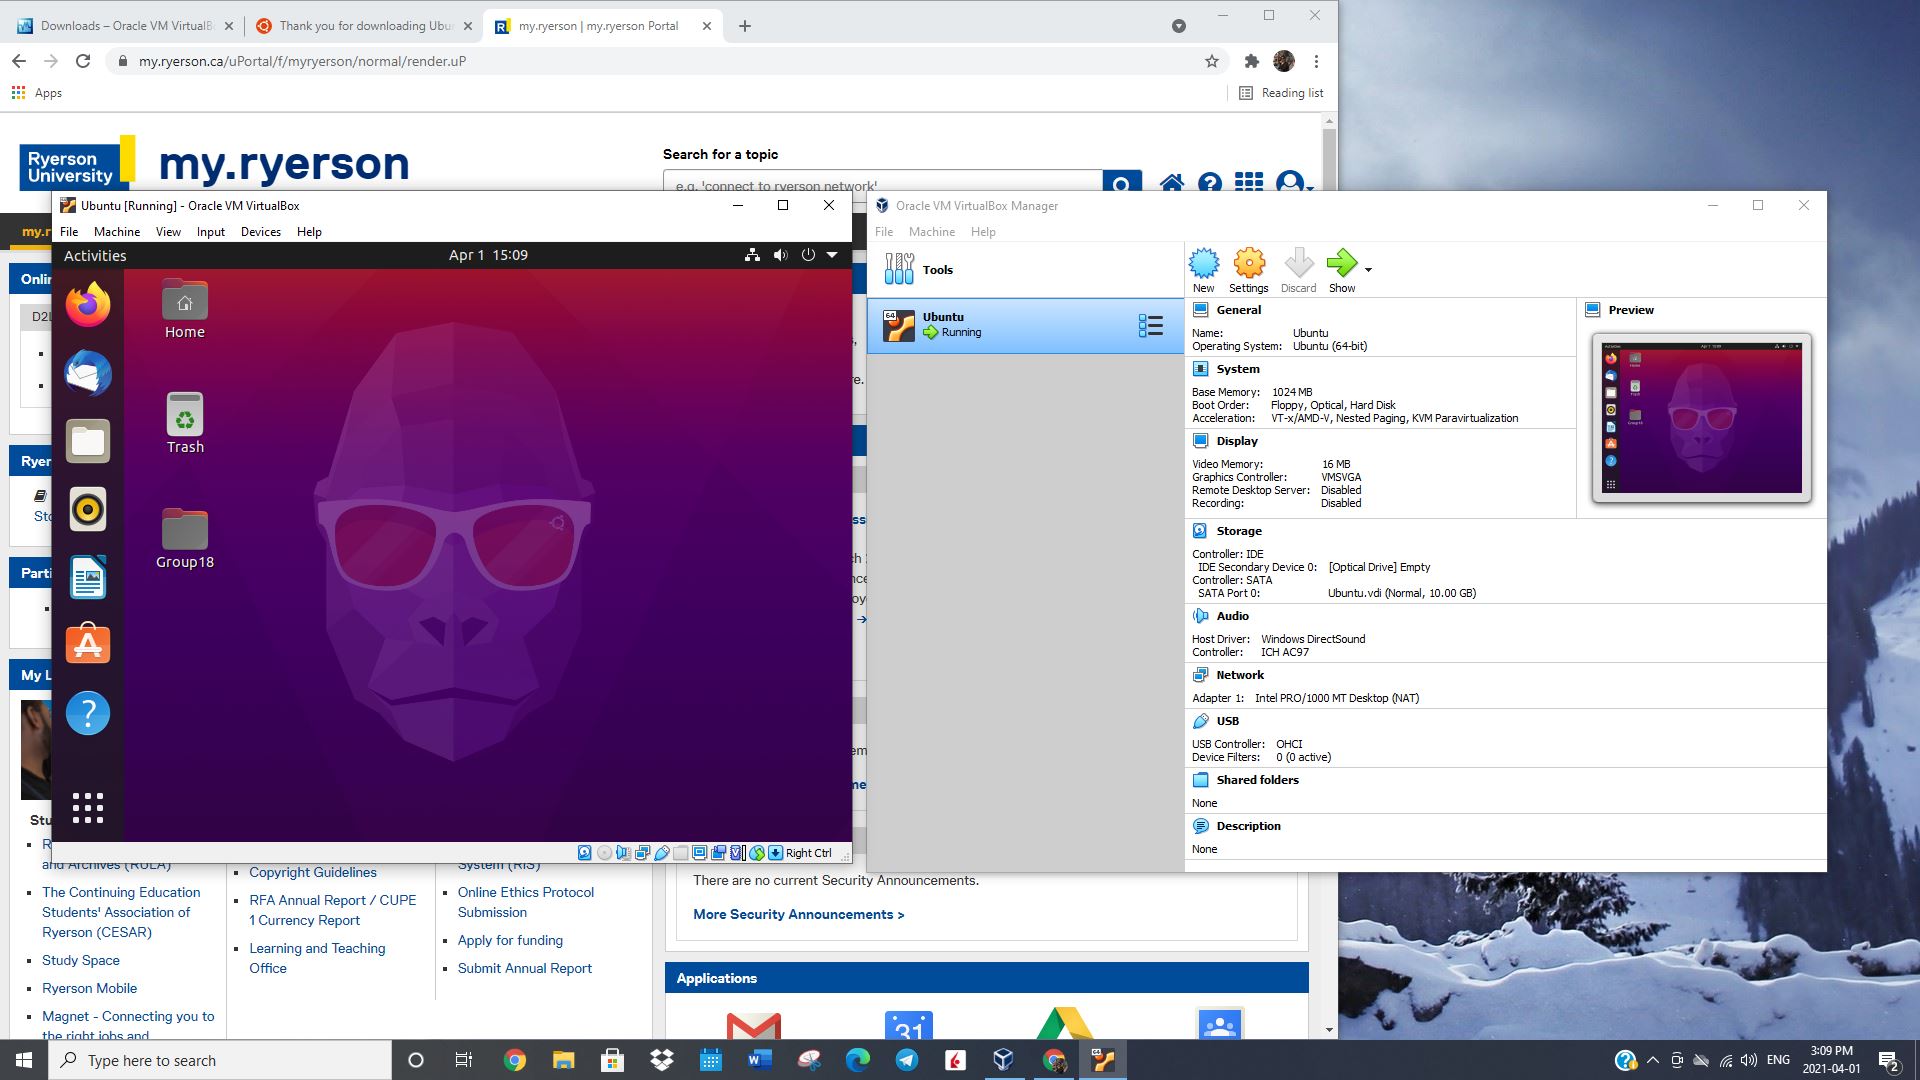 Downloads – Oracle VM VirtualB
Thank you for downloading Ubu
my.ryerson | my.ryerson Portal
my.ryerson.ca/uPortal/f/myryerson/normal/render.uP
Apps
Reading list
Ryerson
University
my.ryerson
Search for a topic
e.g. 'connect to ryerson network'
my.r
Onlin
D2L
Ryer
Sto
Parti
My L
Stu
R
and Archives (RULA)
The Continuing Education
Students' Association of
Ryerson (CESAR)
Study Space
Ryerson Mobile
Magnet - Connecting you to
the right jobs and
Copyright Guidelines
RFA Annual Report / CUPE
1 Currency Report
Learning and Teaching
Office
System (RIS)
Online Ethics Protocol
Submission
Apply for funding
Submit Annual Report
There are no current Security Announcements.
More Security Announcements >
Applications
31
Ubuntu [Running] - Oracle VM VirtualBox
File Machine View Input Devices Help
Activities
Apr 1 15:09
Home
Trash
Group18
Right Ctrl
Oracle VM VirtualBox Manager
File Machine Help
Tools
New Settings Discard Show
64
Ubuntu
Running
General
Name: Ubuntu
Operating System: Ubuntu (64-bit)
System
Base Memory: 1024 MB
Boot Order: Floppy, Optical, Hard Disk
Acceleration: VT-x/AMD-V, Nested Paging, KVM Paravirtualization
Display
Video Memory: 16 MB
Graphics Controller: VMSVGA
Remote Desktop Server: Disabled
Recording: Disabled
Preview
Storage
Controller: IDE
IDE Secondary Device 0: [Optical Drive] Empty
Controller: SATA
SATA Port 0: Ubuntu.vdi (Normal, 10.00 GB)
Audio
Host Driver: Windows DirectSound
Controller: ICH AC97
Network
Adapter 1: Intel PRO/1000 MT Desktop (NAT)
USB
USB Controller: OHCI
Device Filters: 0 (0 active)
Shared folders
None
Description
None
Type here to search
ENG
3:09 PM
2021-04-01
2